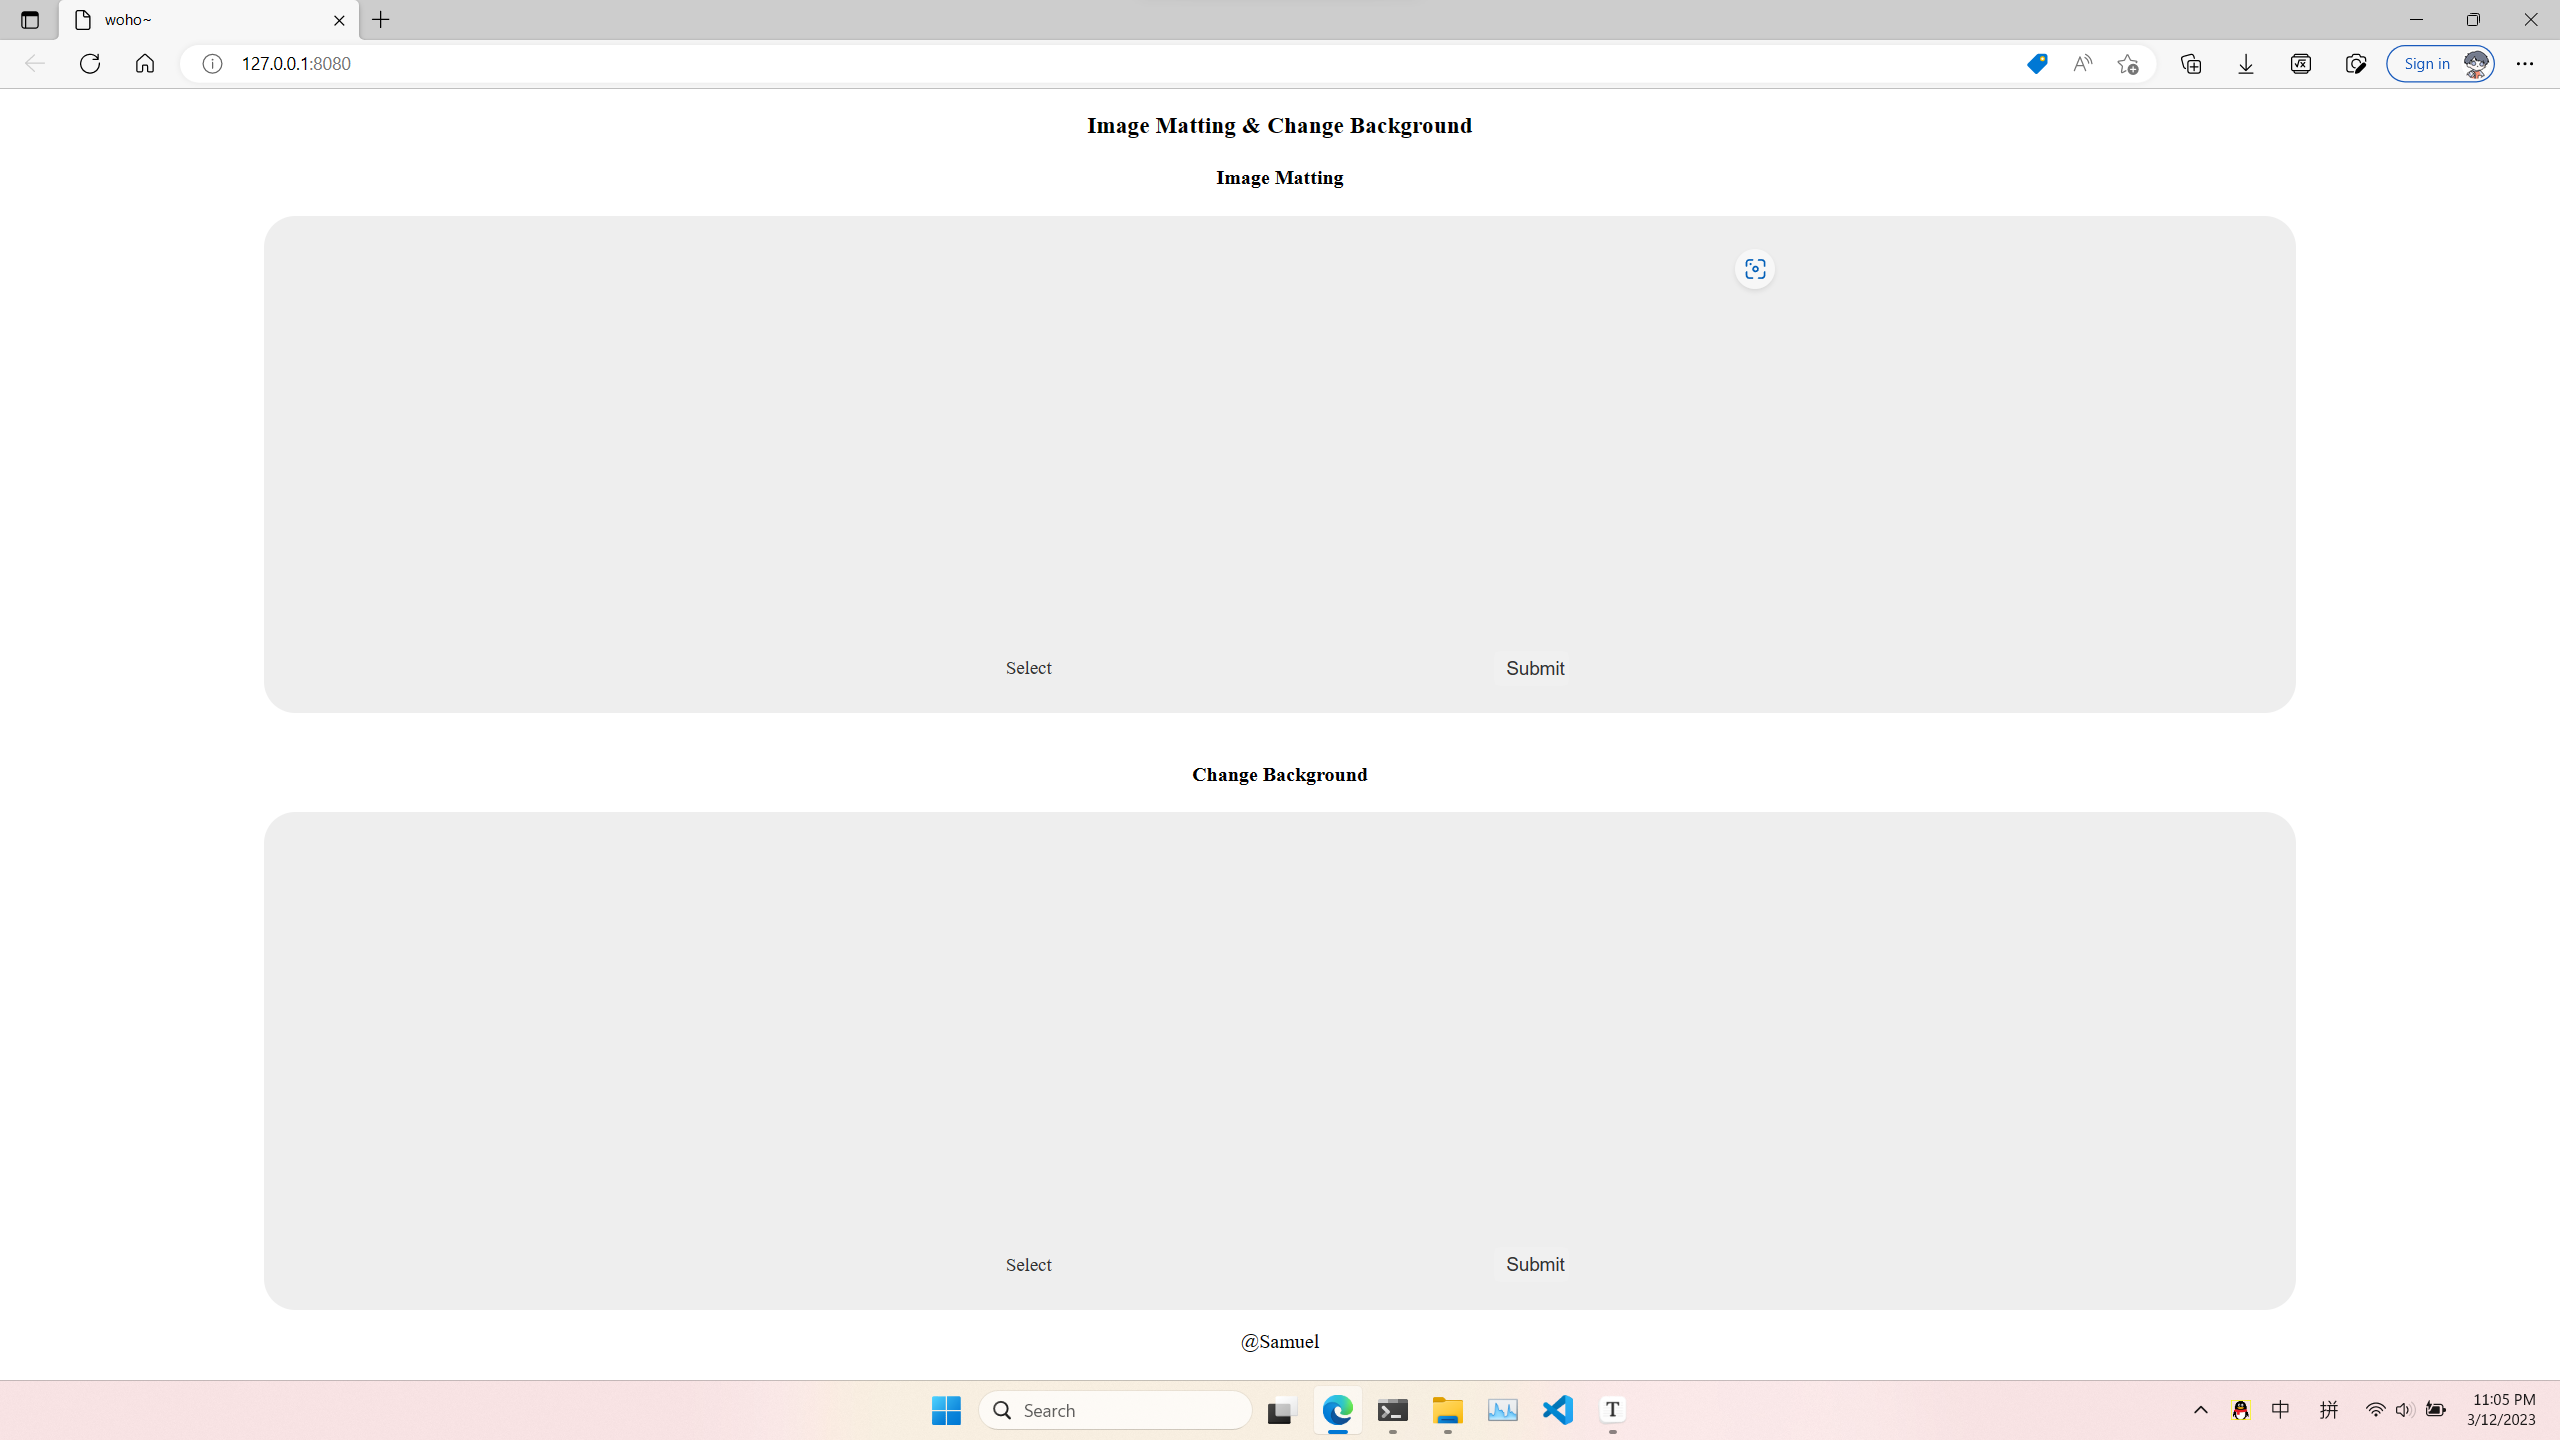 woho~
127.0.0.1:8080
Sign in
Image Matting & Change Background
Image Matting
Select
Submit
Change Background
Select
Submit
@Samuel
Search
T
中
拼
11:05 PM
3/12/2023